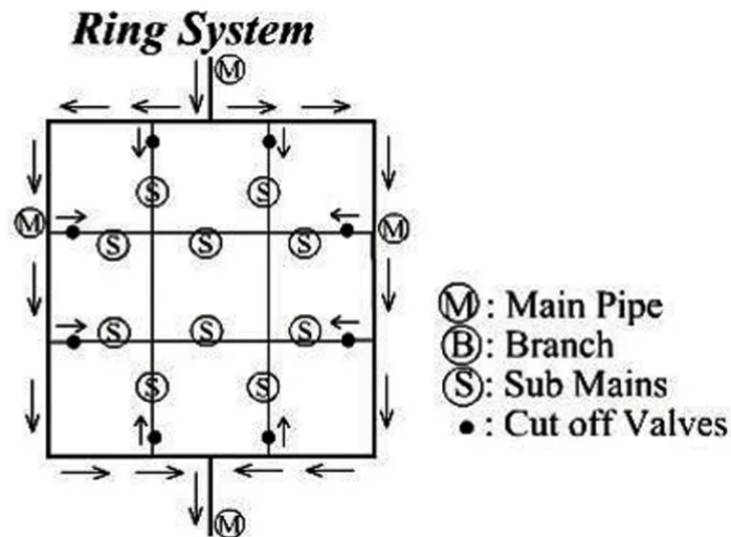 Ring System
M
S S
M M
S S S
S S S
S S
M
M : Main Pipe
B : Branch
S : Sub Mains
• : Cut off Valves